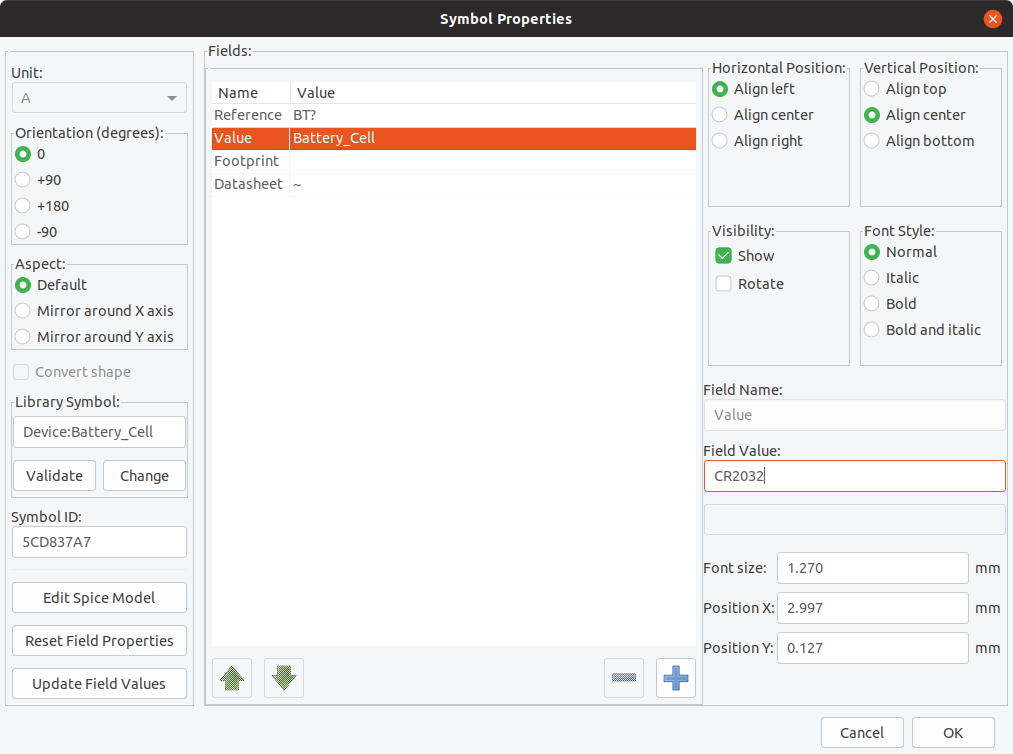 Symbol Properties
Unit:
A
Orientation (degrees):
0
+90
+180
-90
Aspect:
Default
Mirror around X axis
Mirror around Y axis
Convert shape
Library Symbol:
Device:Battery_Cell
Validate Change
Symbol ID:
5CD837A7
Edit Spice Model
Reset Field Properties
Update Field Values
Fields:
Name Value
Reference BT?
Value Battery_Cell
Footprint
Datasheet ~
Horizontal Position:
Align left
Align center
Align right
Vertical Position:
Align top
Align center
Align bottom
Visibility:
Show
Rotate
Font Style:
Normal
Italic
Bold
Bold and italic
Field Name:
Value
Field Value:
CR2032
Font size: 1.270 mm
Position X: 2.997 mm
Position Y: 0.127 mm
Cancel OK